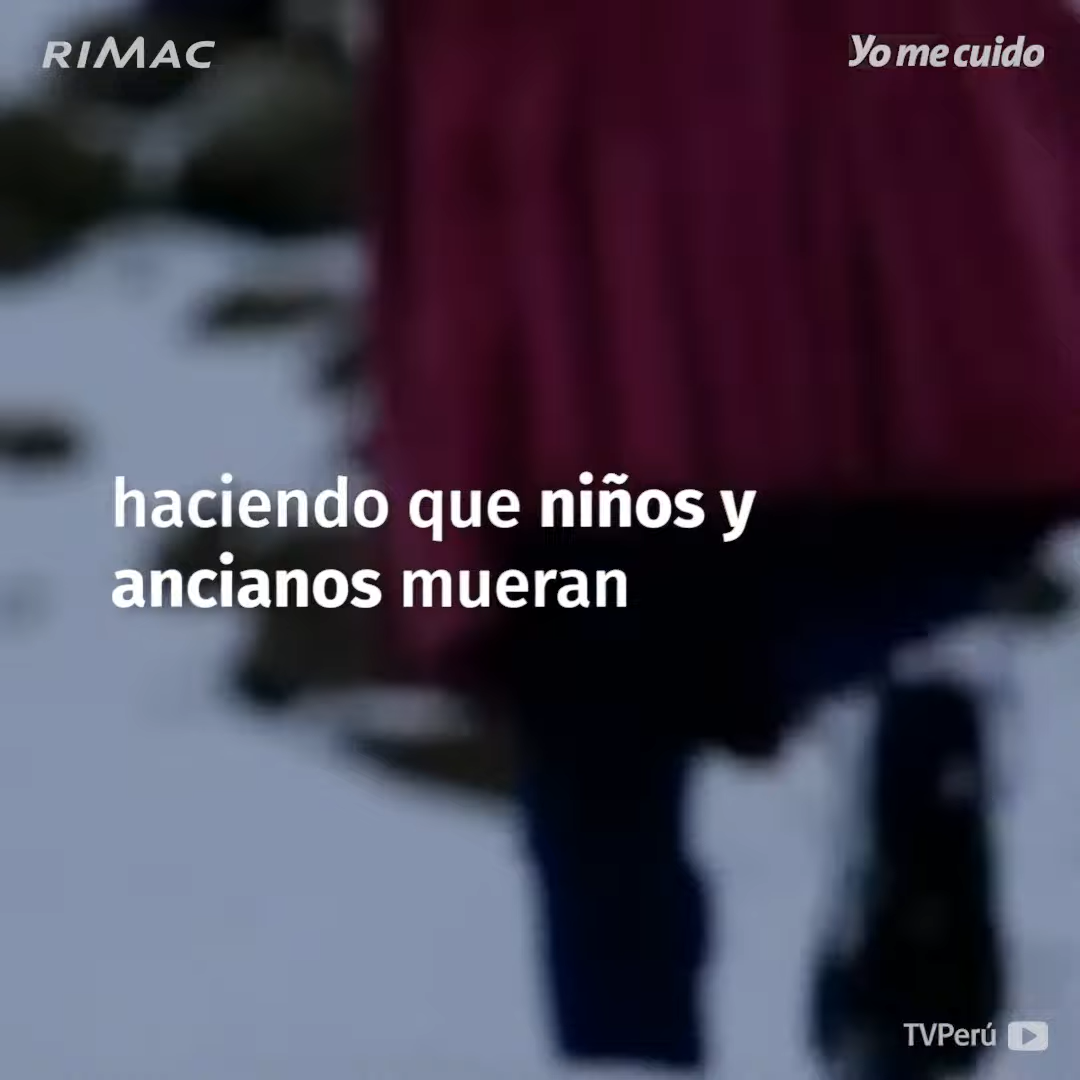 RIMAC
Yo me cuido
haciendo que niños y
ancianos mueran
TVPerú